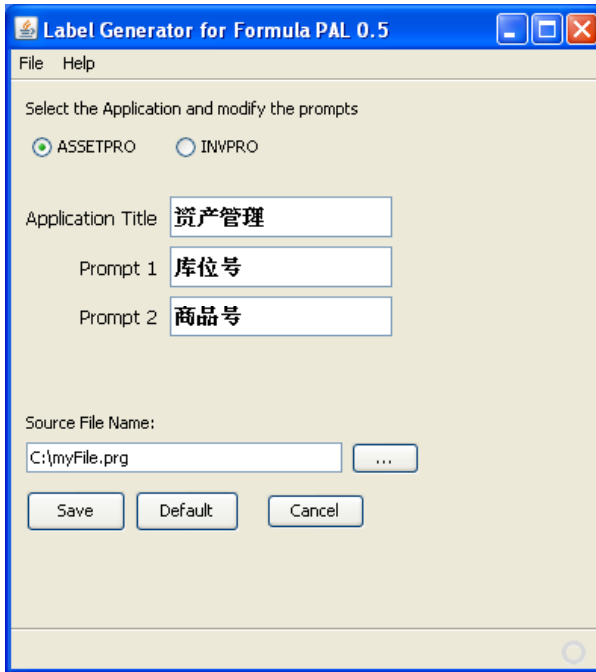 Label Generator for Formula PAL 0.5
File Help
Select the Application and modify the prompts
ASSETPRO INVPRO
Application Title 资产管理
Prompt 1 库位号
Prompt 2 商品号
Source File Name:
C:\myFile.prg ...
Save Default Cancel